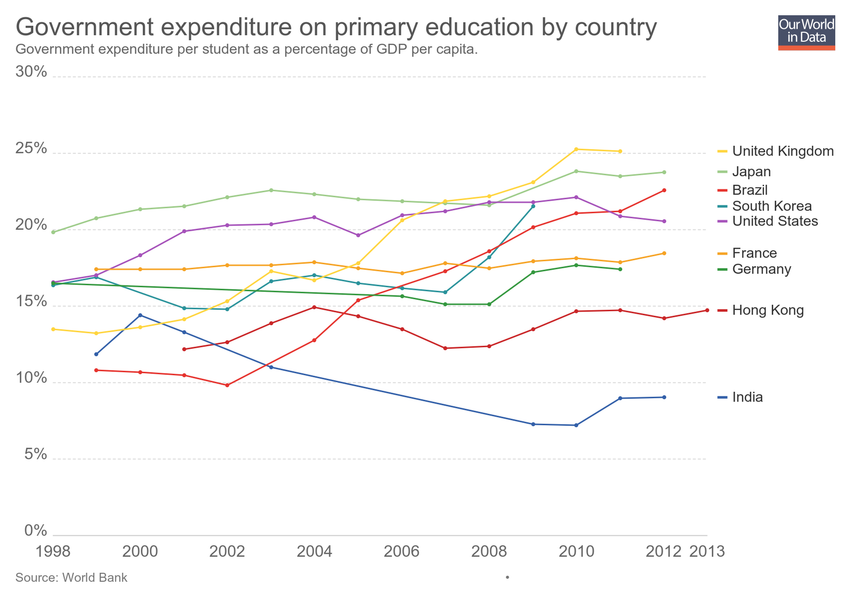 Government expenditure on primary education by country
Our World
in Data
Government expenditure per student as a percentage of GDP per capita.
30%
25%
20%
15%
10%
5%
0%
United Kingdom
Japan
Brazil
South Korea
United States
France
Germany
Hong Kong
India
1998 2000 2002 2004 2006 2008 2010 2012 2013
Source: World Bank